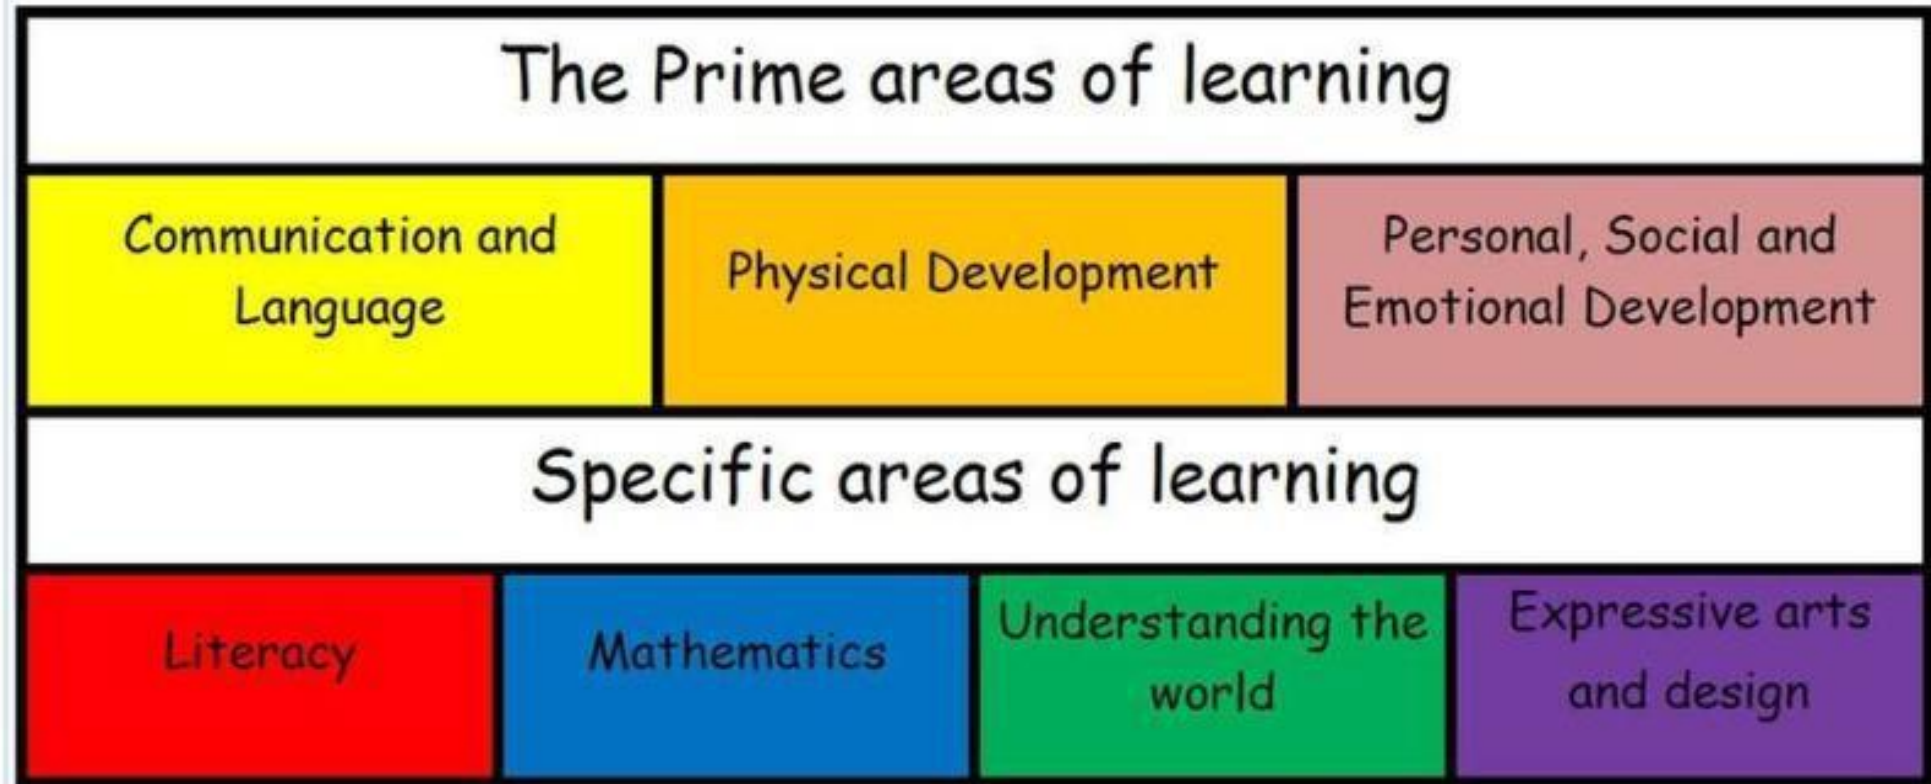 The Prime areas of learning
Communication and
Language
Physical Development
Personal, Social and
Emotional Development
Specific areas of learning
Literacy
Mathematics
Understanding the
world
Expressive arts
and design